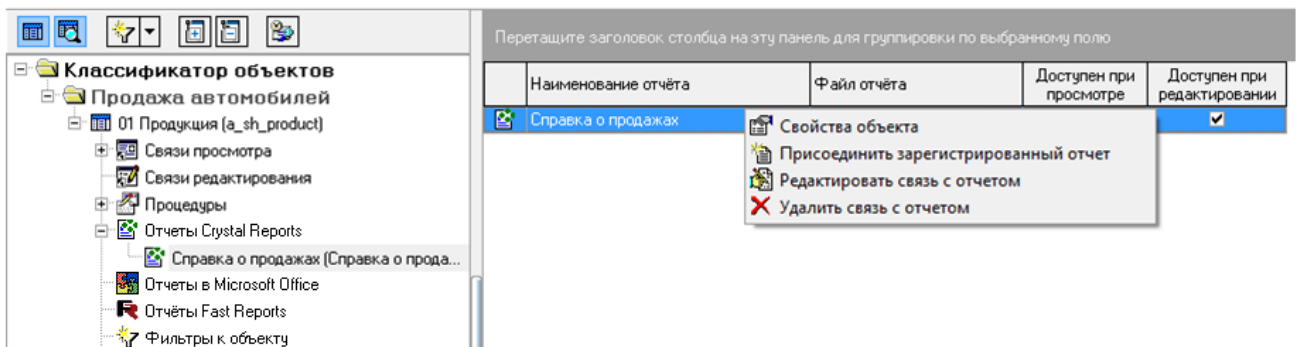 Перетащите заголовок столбца на эту панель для группировки по выбранному полю
Классификатор объектов
Продажа автомобилей
01 Продукция (a_sh_product)
Связи просмотра
Связи редактирования
Процедуры
Отчеты Crystal Reports
Справка о продажах (Справка о прода...
Отчеты в Microsoft Office
Отчёты Fast Reports
Фильтры к объекту
Наименование отчёта
Файл отчёта
Доступен при
просмотре
Доступен при
редактировании
Справка о продажах
Свойства объекта
Присоединить зарегистрированный отчет
Редактировать связь с отчетом
Удалить связь с отчетом